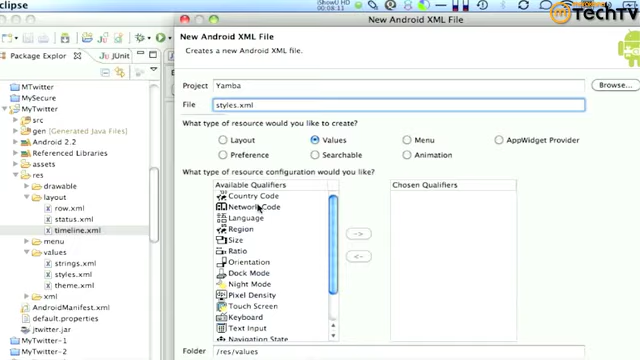 clipse
iShowU HD
00:08:11
mTechTV
New Android XML File
New Android XML File
Creates a new Android XML file.
Project
Yamba
Browse...
File
styles.xml
What type of resource would you like to create?
Layout
Values
Menu
AppWidget Provider
Preference
Searchable
Animation
What type of resource configuration would you like?
Available Qualifiers
Chosen Qualifiers
Country Code
Network Code
Language
Region
Size
Ratio
Orientation
Dock Mode
Night Mode
Pixel Density
Touch Screen
Keyboard
Text Input
Navigation State
->
<-
Folder
/res/values
Package Explor
JUnit
MTwitter
MySecure
MyTwitter
src
gen [Generated Java Files]
Android 2.2
Referenced Libraries
assets
res
drawable
layout
row.xml
status.xml
timeline.xml
menu
values
strings.xml
styles.xml
theme.xml
xml
AndroidManifest.xml
default.properties
jtwitter.jar
MyTwitter-1
MyTwitter-2